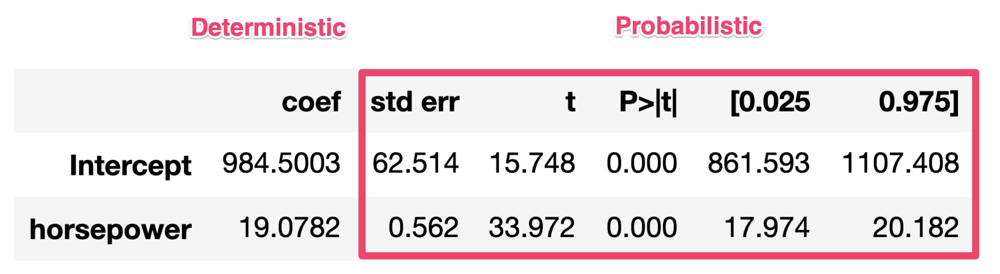 Deterministic Probabilistic
coef std err t P>|t| [0.025 0.975]
Intercept 984.5003 62.514 15.748 0.000 861.593 1107.408
horsepower 19.0782 0.562 33.972 0.000 17.974 20.182